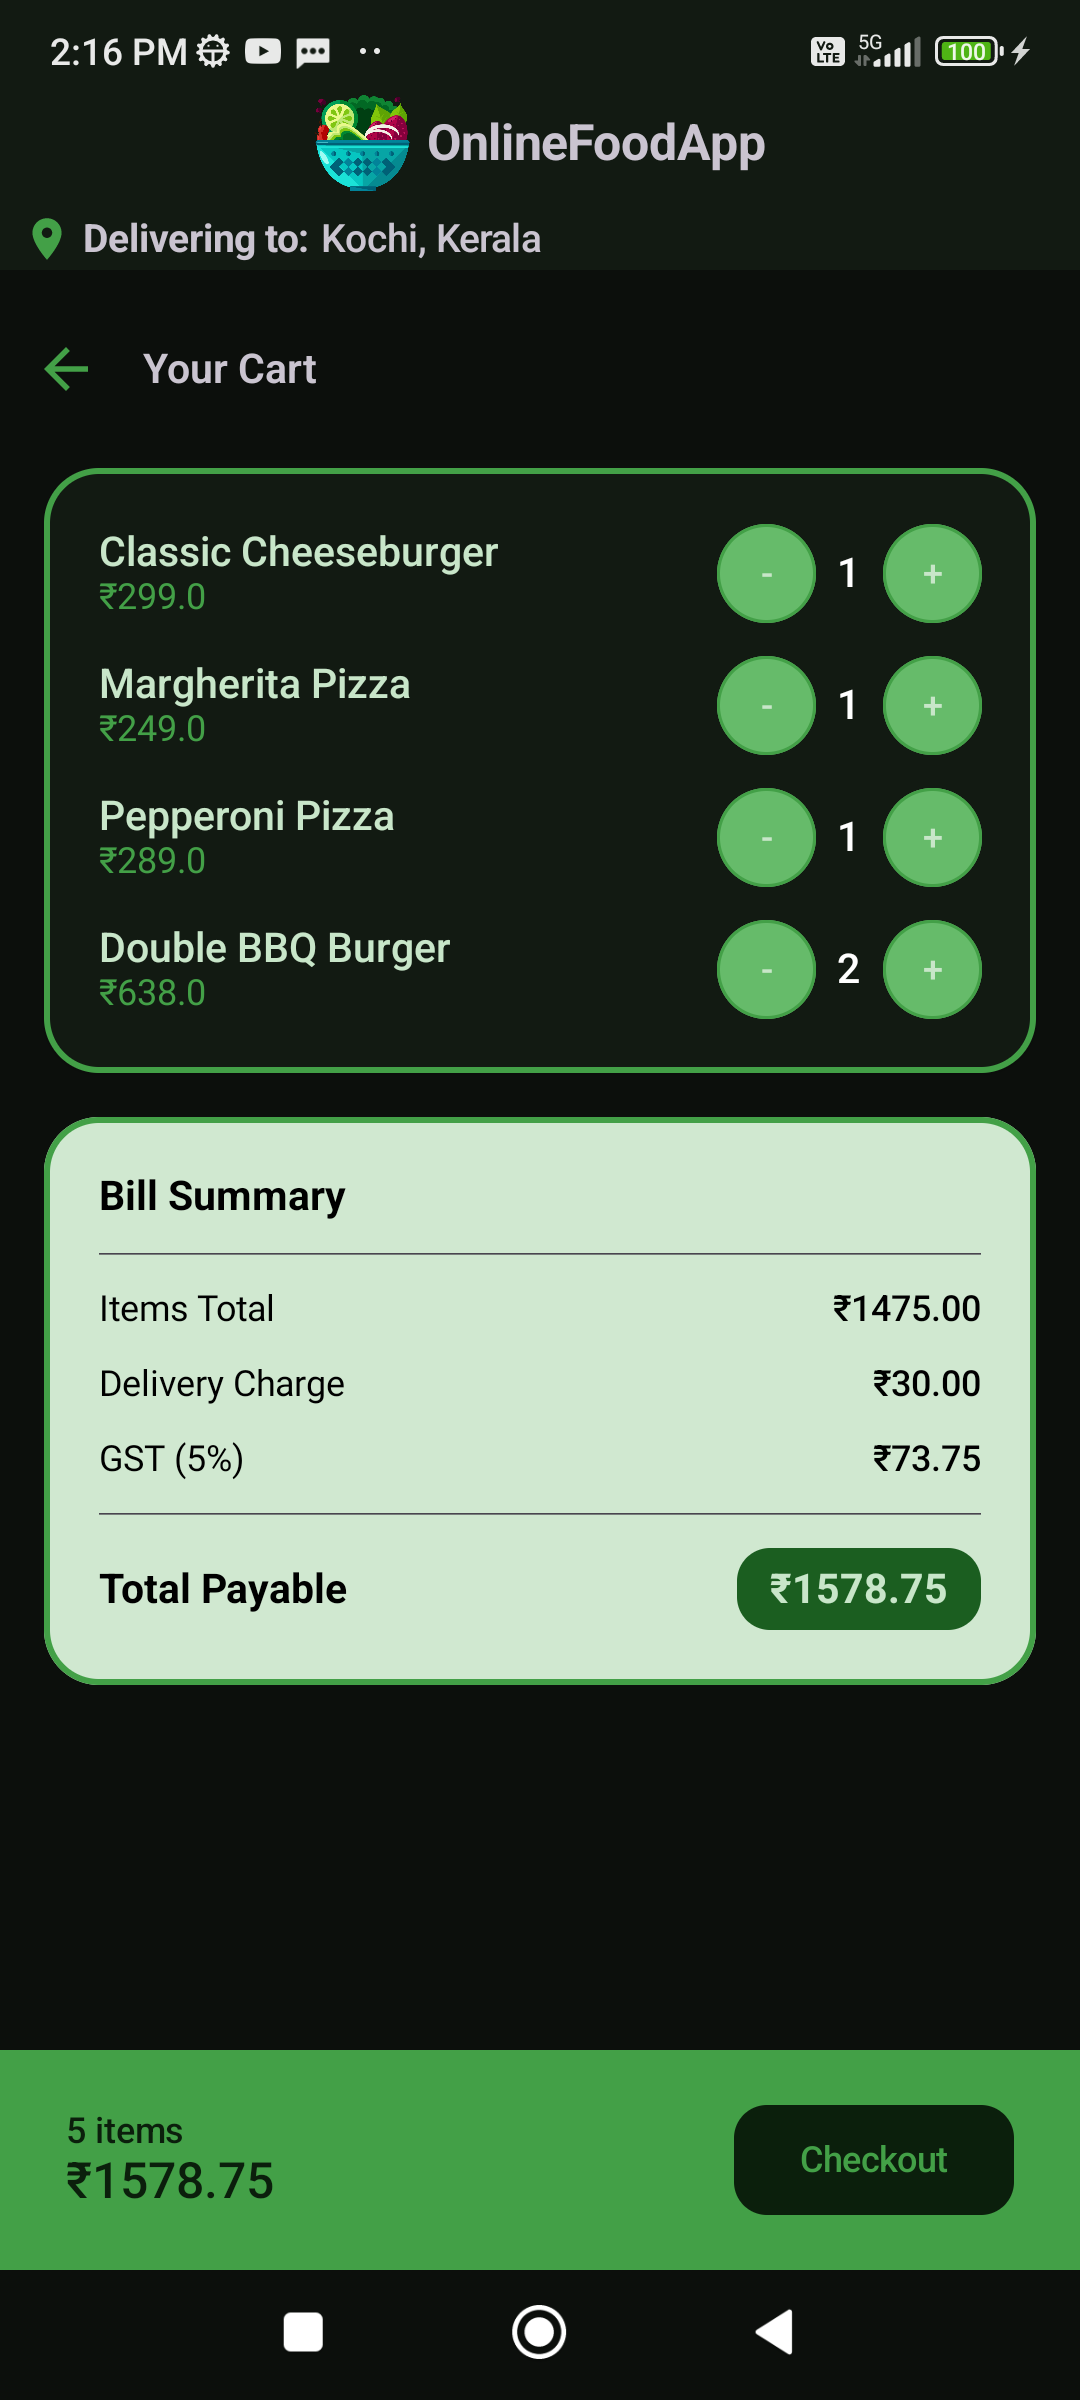 2:16 PM
Vo LTE 5G 100
OnlineFoodApp
Delivering to: Kochi, Kerala
Your Cart
Classic Cheeseburger
₹299.0
- 1 +
Margherita Pizza
₹249.0
- 1 +
Pepperoni Pizza
₹289.0
- 1 +
Double BBQ Burger
₹638.0
- 2 +
Bill Summary
Items Total ₹1475.00
Delivery Charge ₹30.00
GST (5%) ₹73.75
Total Payable ₹1578.75
5 items
₹1578.75
Checkout